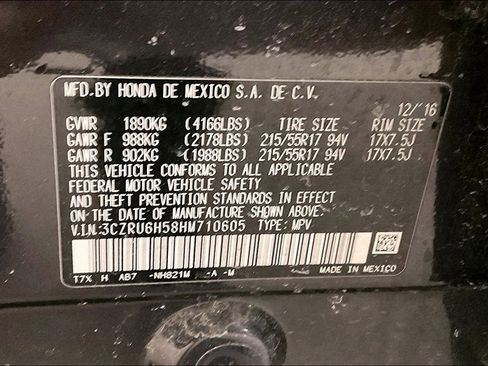 MFD.BY HONDA DE MEXICO S.A. DE C.V.
12/'16
GVWR 1890KG (4166LBS) TIRE SIZE RIM SIZE
GAWR F 988KG (2178LBS) 215/55R17 94V 17X7.5J
GAWR R 902KG (1988LBS) 215/55R17 94V 17X7.5J
THIS VEHICLE CONFORMS TO ALL APPLICABLE
FEDERAL MOTOR VEHICLE SAFETY
AND THEFT PREVENTION STANDARDS IN EFFECT
ON THE DATE OF MANUFACTURE SHOWN ABOVE.
V.I.N.:3CZRU6H58HM710605 TYPE: MPV
T7X H AB7 -NH821M -A -M
MADE IN MEXICO